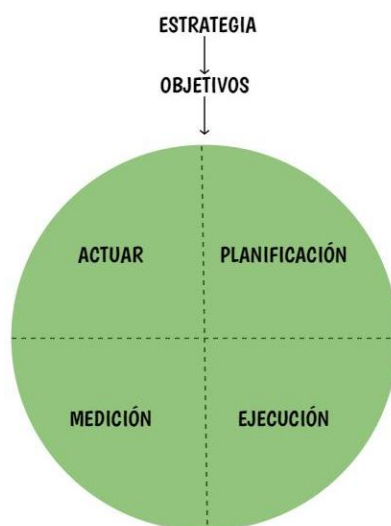 ESTRATEGIA
OBJETIVOS
ACTUAR
PLANIFICACIÓN
MEDICIÓN
EJECUCIÓN